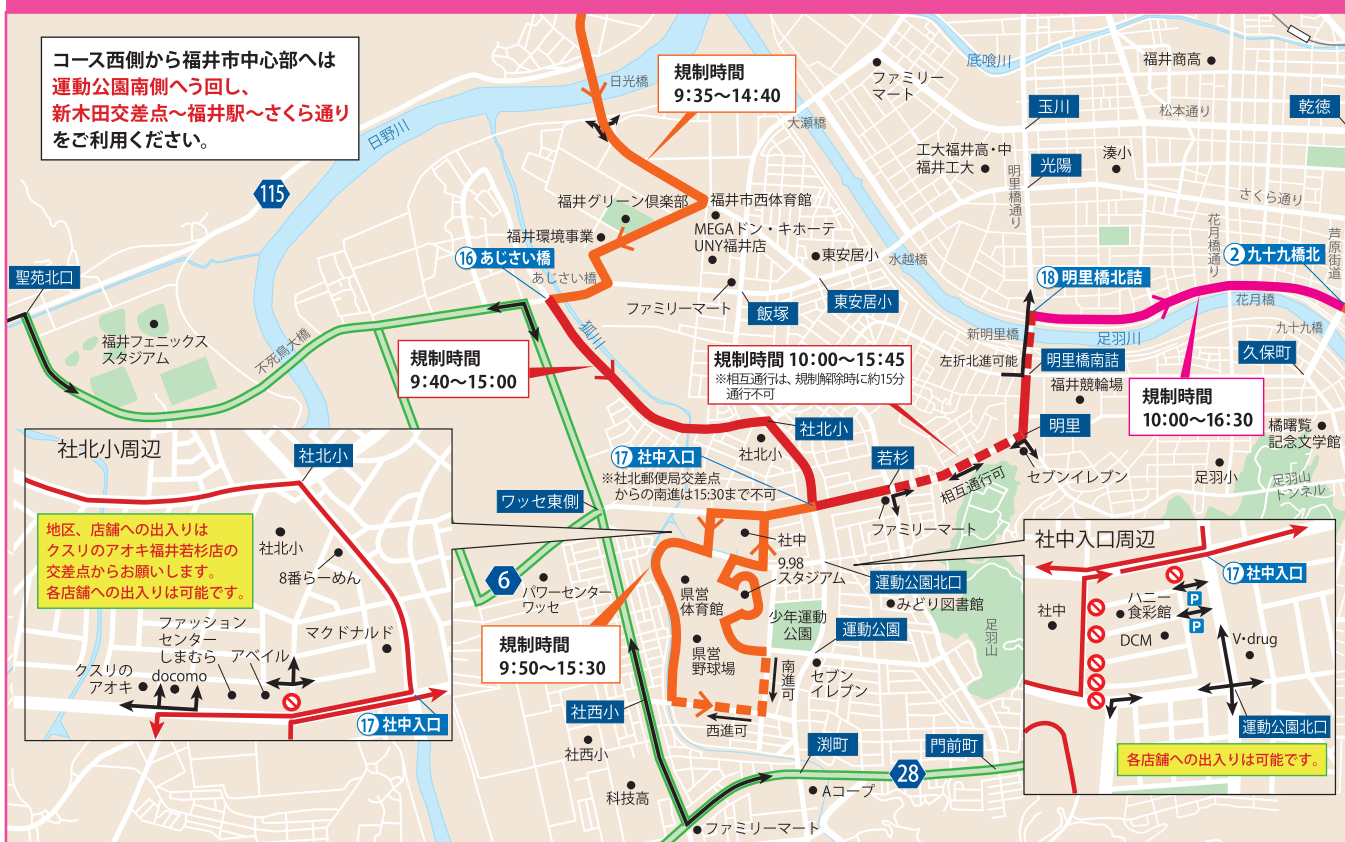 コース西側から福井市中心部へは
運動公園南側へう回し、
新木田交差点～福井駅～さくら通り
をご利用ください。
日野川
115
日光橋
規制時間
9:35～14:40
ファミリー
マート
大瀬橋
底喰川
福井商高
松本通り
玉川
乾徳
工大福井高・中
福井工大
明里橋通り
光陽
湊小
さくら通り
花月橋通り
芦原街道
福井グリーン倶楽部
福井市西体育館
MEGAドン・キホーテ
UNY福井店
福井環境事業
⑯ あじさい橋
あじさい橋
東安居小
水越橋
ファミリーマート
飯塚
東安居小
⑱ 明里橋北詰
② 九十九橋北
花月橋
足羽川
九十九橋
新明里橋
左折北進可能
明里橋南詰
久保町
聖苑北口
福井フェニックス
スタジアム
不死鳥大橋
狐川
規制時間
9:40～15:00
規制時間 10:00～15:45
※相互通行は、規制解除時に約15分
通行不可
福井競輪場
規制時間
10:00～16:30
明里
橘曙覧
記念文学館
セブンイレブン
足羽小
足羽山
トンネル
社北小
社北小
⑰ 社中入口
※社北郵便局交差点
からの南進は15:30まで不可
若杉
相互通行可
ファミリーマート
ワッセ東側
6
パワーセンター
ワッセ
社中
9.98
スタジアム
運動公園北口
みどり図書館
県営
体育館
少年運動
公園
運動公園
足羽山
規制時間
9:50～15:30
県営
野球場
南進可
セブン
イレブン
西進可
社西小
社西小
渕町
門前町
28
Aコープ
科技高
ファミリーマート
社北小周辺
社北小
地区、店舗への出入りは
クスリのアオキ福井若杉店の
交差点からお願いします。
各店舗への出入りは可能です。
社北小
8番らーめん
ファッション
センター
しまむら
アベイル
マクドナルド
クスリの
アオキ
docomo
⑰ 社中入口
社中入口周辺
⑰ 社中入口
社中
ハニー
食彩館
P
P
DCM
V・drug
運動公園北口
各店舗への出入りは可能です。